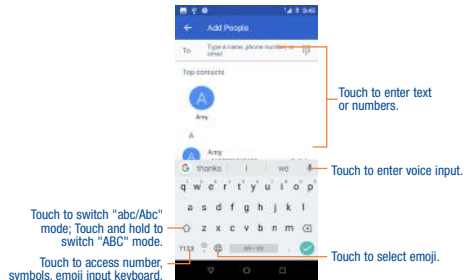 3:45
Add People
To
Type a name, phone number, or
email
Top contacts
A
Amy
A
A
Amy
thanks
i
we
q w e r t y u i o p
a s d f g h j k l
z x c v b n m
?123
Touch to enter text
or numbers.
Touch to enter voice input.
Touch to select emoji.
Touch to switch "abc/Abc"
mode; Touch and hold to
switch "ABC" mode.
Touch to access number,
symbols, emoji input keyboard.